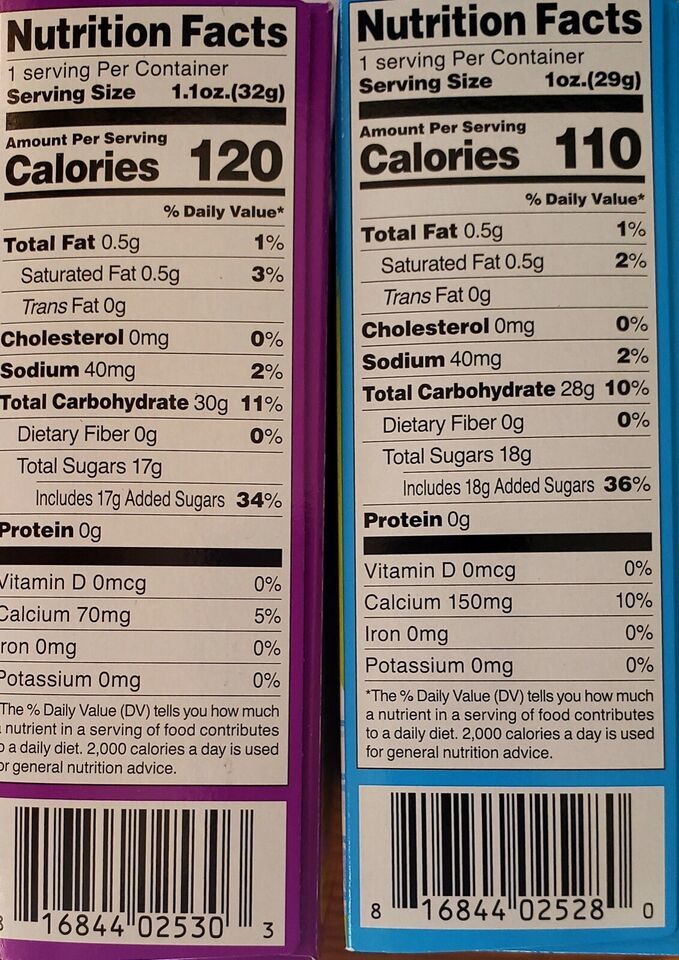 Nutrition Facts
1 serving Per Container
Serving Size 1.1oz.(32g)
Amount Per Serving
Calories 120
% Daily Value*
Total Fat 0.5g 1%
Saturated Fat 0.5g 3%
Trans Fat 0g
Cholesterol 0mg 0%
Sodium 40mg 2%
Total Carbohydrate 30g 11%
Dietary Fiber 0g 0%
Total Sugars 17g
Includes 17g Added Sugars 34%
Protein 0g
Vitamin D 0mcg 0%
Calcium 70mg 5%
Iron 0mg 0%
Potassium 0mg 0%
The % Daily Value (DV) tells you how much
a nutrient in a serving of food contributes
to a daily diet. 2,000 calories a day is used
for general nutrition advice.
8 16844 02530 3
Nutrition Facts
1 serving Per Container
Serving Size 1oz.(29g)
Amount Per Serving
Calories 110
% Daily Value*
Total Fat 0.5g 1%
Saturated Fat 0.5g 2%
Trans Fat 0g
Cholesterol 0mg 0%
Sodium 40mg 2%
Total Carbohydrate 28g 10%
Dietary Fiber 0g 0%
Total Sugars 18g
Includes 18g Added Sugars 36%
Protein 0g
Vitamin D 0mcg 0%
Calcium 150mg 10%
Iron 0mg 0%
Potassium 0mg 0%
*The % Daily Value (DV) tells you how much
a nutrient in a serving of food contributes
to a daily diet. 2,000 calories a day is used
for general nutrition advice.
8 16844 02528 0